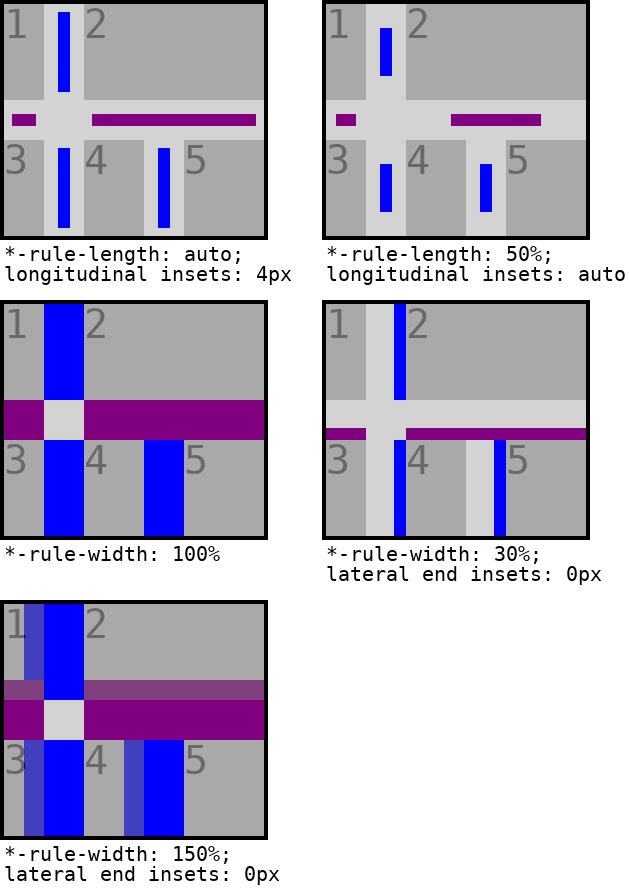 1 2
3 4 5
*-rule-length: auto;
longitudinal insets: 4px
1 2
3 4 5
*-rule-length: 50%;
longitudinal insets: auto
1 2
3 4 5
*-rule-width: 100%
1 2
3 4 5
*-rule-width: 30%;
lateral end insets: 0px
1 2
3 4 5
*-rule-width: 150%;
lateral end insets: 0px